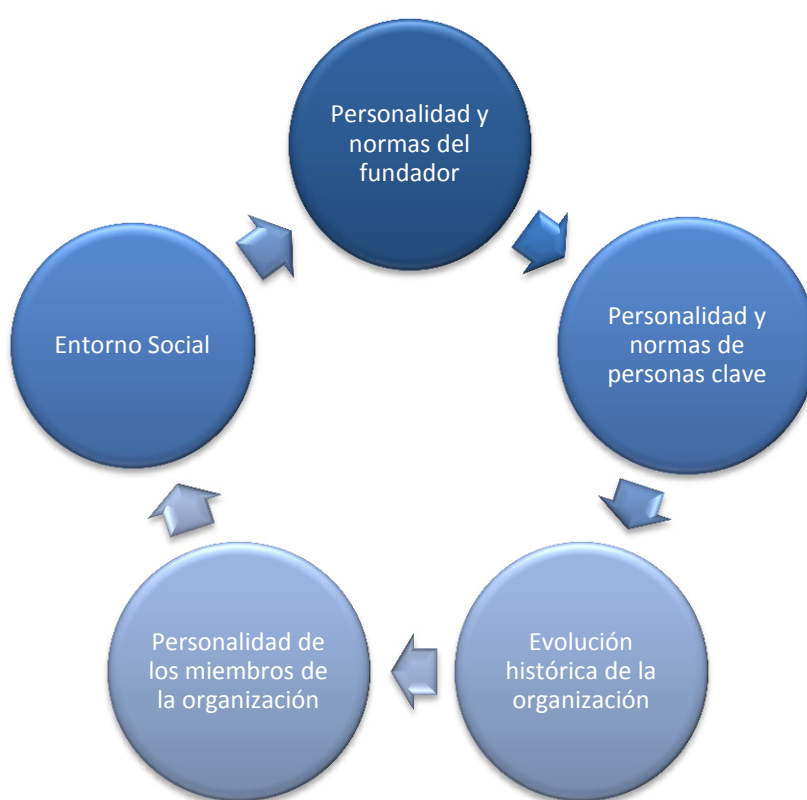 Personalidad y
normas del
fundador
Personalidad y
normas de
personas clave
Evolución
histórica de la
organización
Personalidad de
los miembros de
la organización
Entorno Social